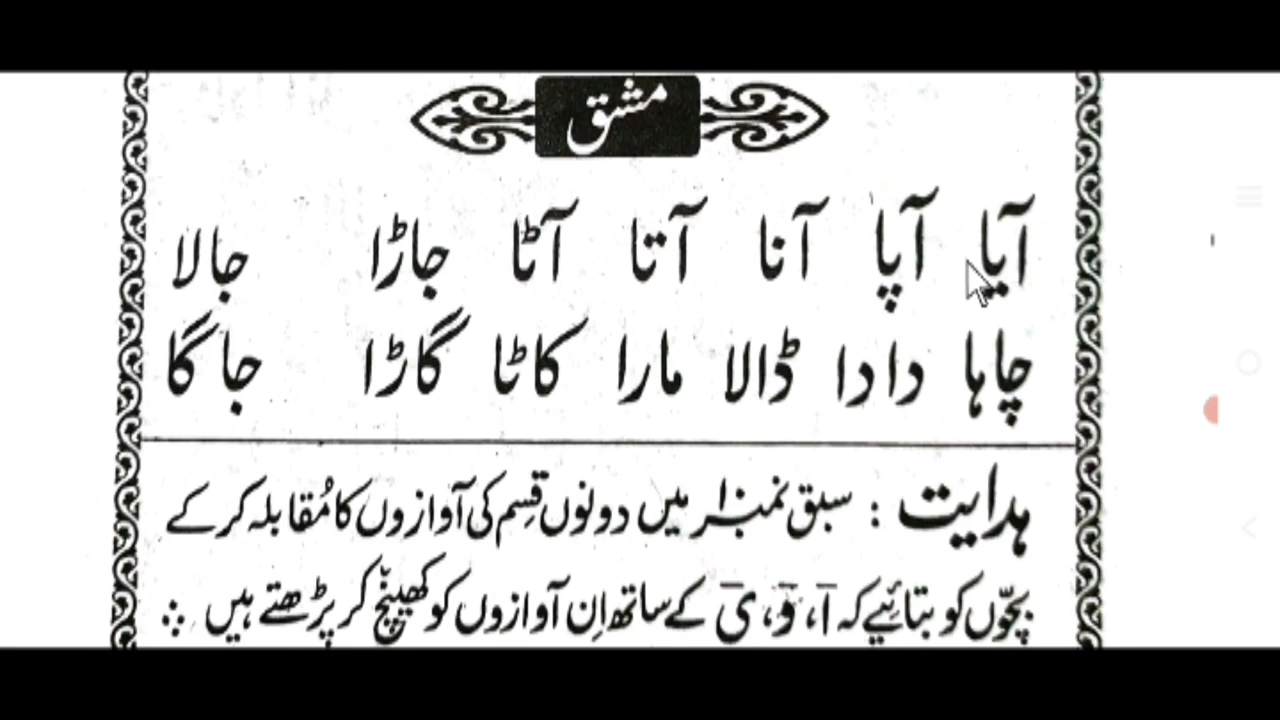 مشق
آیا آپا آنا آتا آٹا جاڑا جالا
چاہا دادا ڈالا مارا کاٹا گاڑا جاگا
ہدایت : سبق نمبر ۱۰ میں دونوں قِسم کی آوازوں کا مُقابلہ کر کے
بچّوں کو بتائیے کہ آ، وٓ، یٓ کے ساتھ اِن آوازوں کو کھینچ کر پڑھتے ہیں